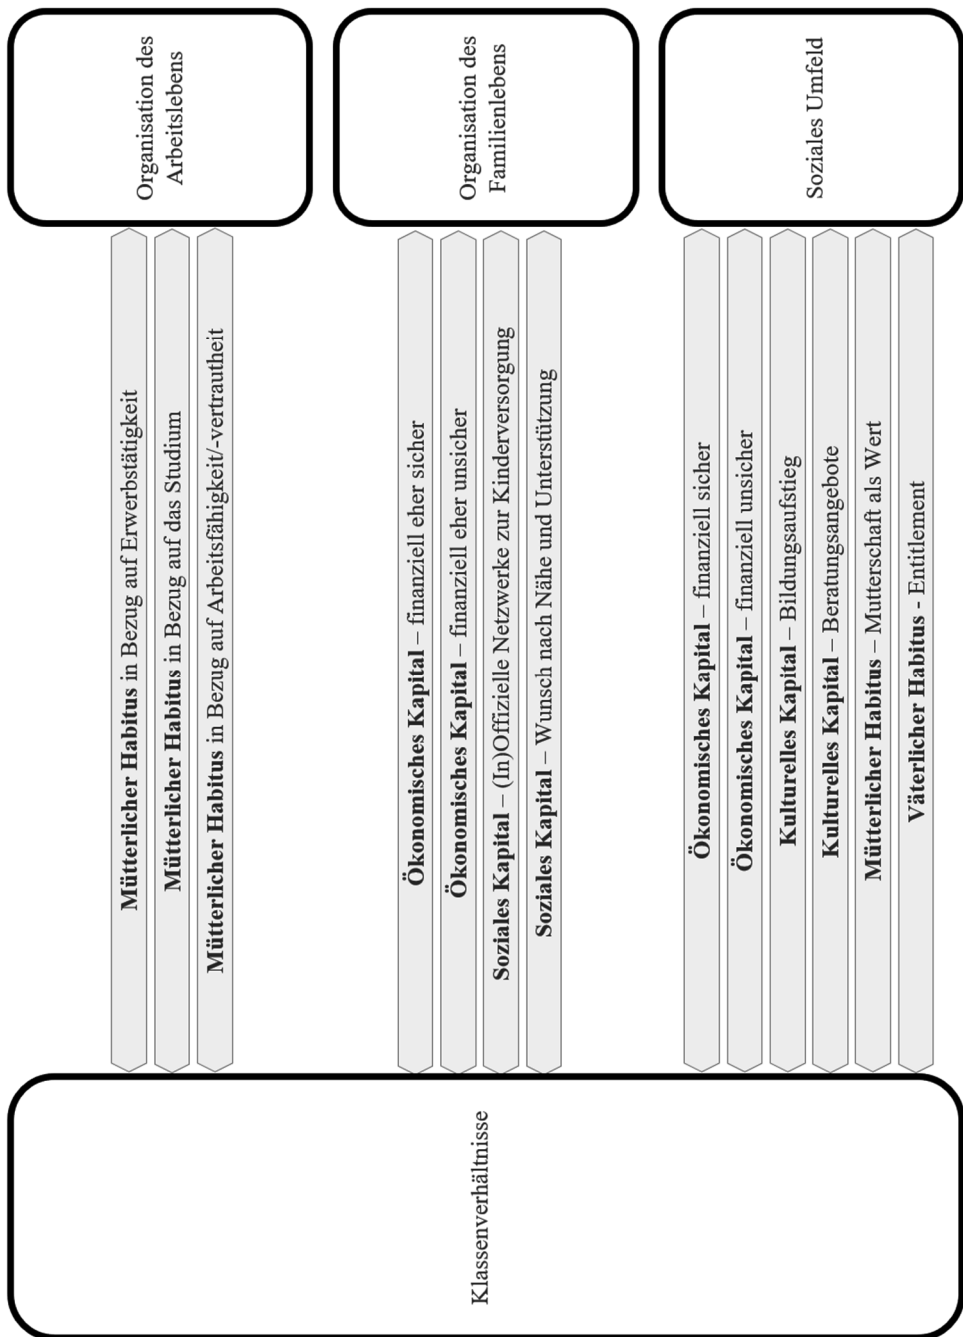 Klassenverhältnisse
Mütterlicher Habitus in Bezug auf Erwerbstätigkeit
Mütterlicher Habitus in Bezug auf das Studium
Mütterlicher Habitus in Bezug auf Arbeitsfähigkeit/-vertrautheit
Organisation des
Arbeitslebens
Ökonomisches Kapital – finanziell eher sicher
Ökonomisches Kapital – finanziell eher unsicher
Soziales Kapital – (In)Offizielle Netzwerke zur Kinderversorgung
Soziales Kapital – Wunsch nach Nähe und Unterstützung
Organisation des
Familienlebens
Ökonomisches Kapital – finanziell sicher
Ökonomisches Kapital – finanziell unsicher
Kulturelles Kapital – Bildungsaufstieg
Kulturelles Kapital – Beratungsangebote
Mütterlicher Habitus – Mutterschaft als Wert
Väterlicher Habitus - Entitlement
Soziales Umfeld